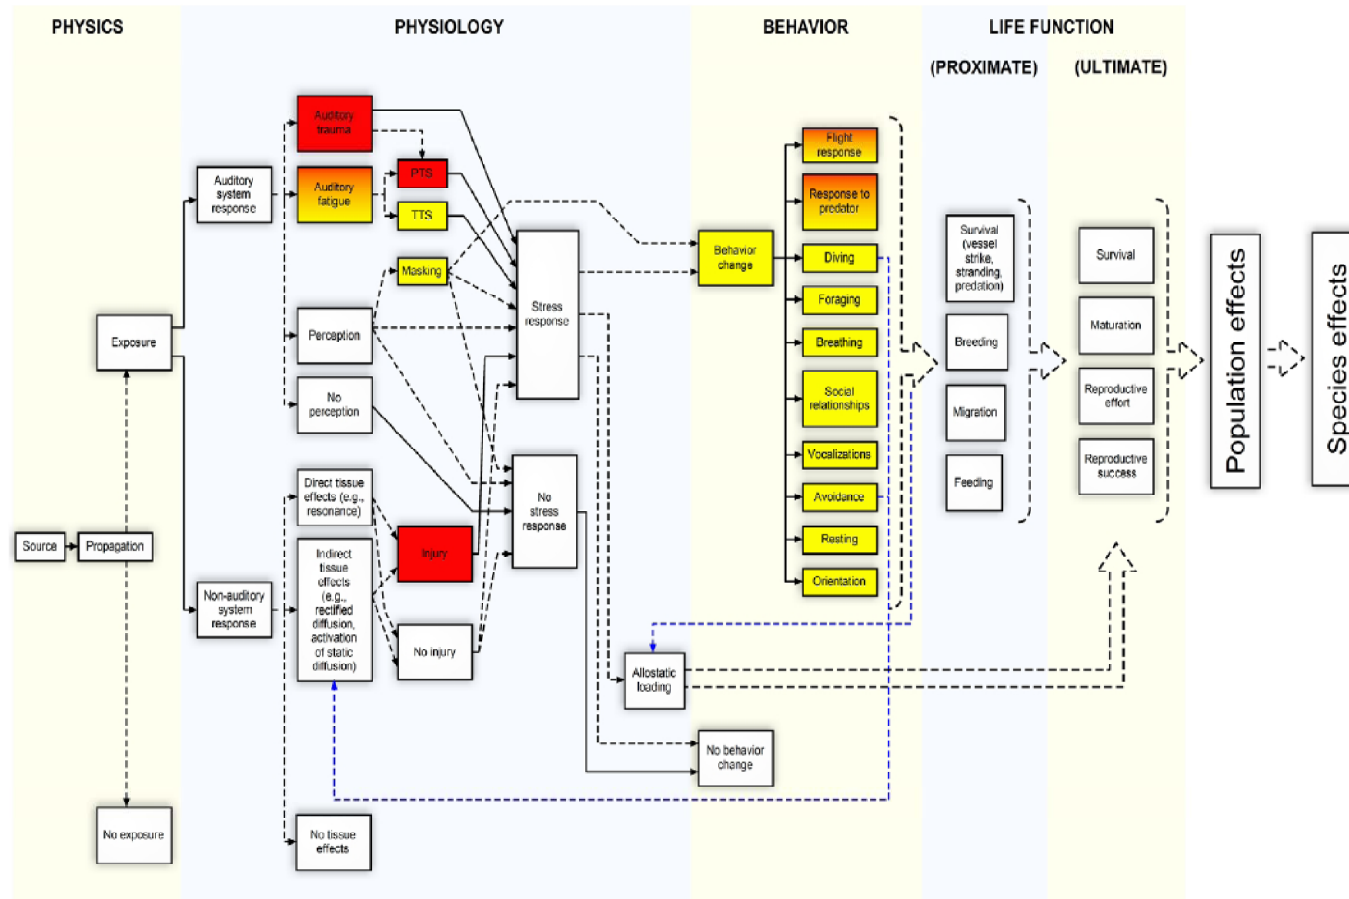 PHYSICS
PHYSIOLOGY
BEHAVIOR
LIFE FUNCTION
(PROXIMATE)
(ULTIMATE)
Source
Propagation
Exposure
No exposure
Auditory
system
response
Non-auditory
system
response
Auditory
trauma
Auditory
fatigue
PTS
TTS
Masking
Perception
No
perception
Direct tissue
effects (e.g.,
resonance)
Indirect
tissue
effects
(e.g.,
rectified
diffusion,
activation
of static
diffusion)
No tissue
effects
Injury
No injury
Stress
response
No
stress
response
Allostatic
loading
Behavior
change
No behavior
change
Flight
response
Response to
predator
Diving
Foraging
Breathing
Social
relationships
Vocalizations
Avoidance
Resting
Orientation
Survival
(vessel
strike,
stranding,
predation)
Breeding
Migration
Feeding
Survival
Maturation
Reproductive
effort
Reproductive
success
Population effects
Species effects